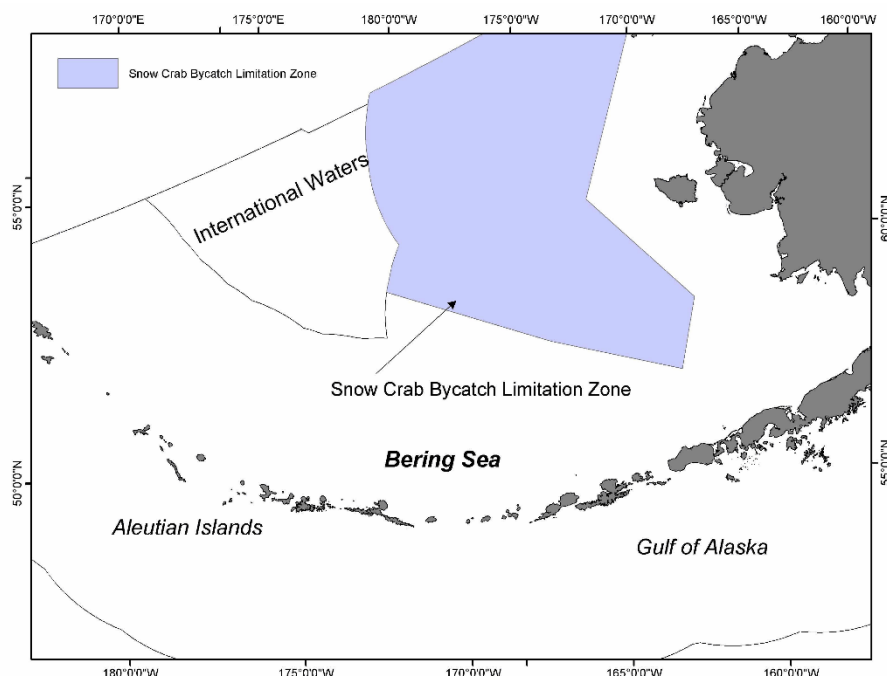 170°0'0"W 175°0'0"W 180°0'0"W 175°0'0"W 170°0'0"W 165°0'0"W 160°0'0"W
Snow Crab Bycatch Limitation Zone
International Waters
55°0'0"N
60°0'0"N
Snow Crab Bycatch Limitation Zone
Bering Sea
50°0'0"N
55°0'0"N
Aleutian Islands
Gulf of Alaska
180°0'0"W 175°0'0"W 170°0'0"W 165°0'0"W 160°0'0"W